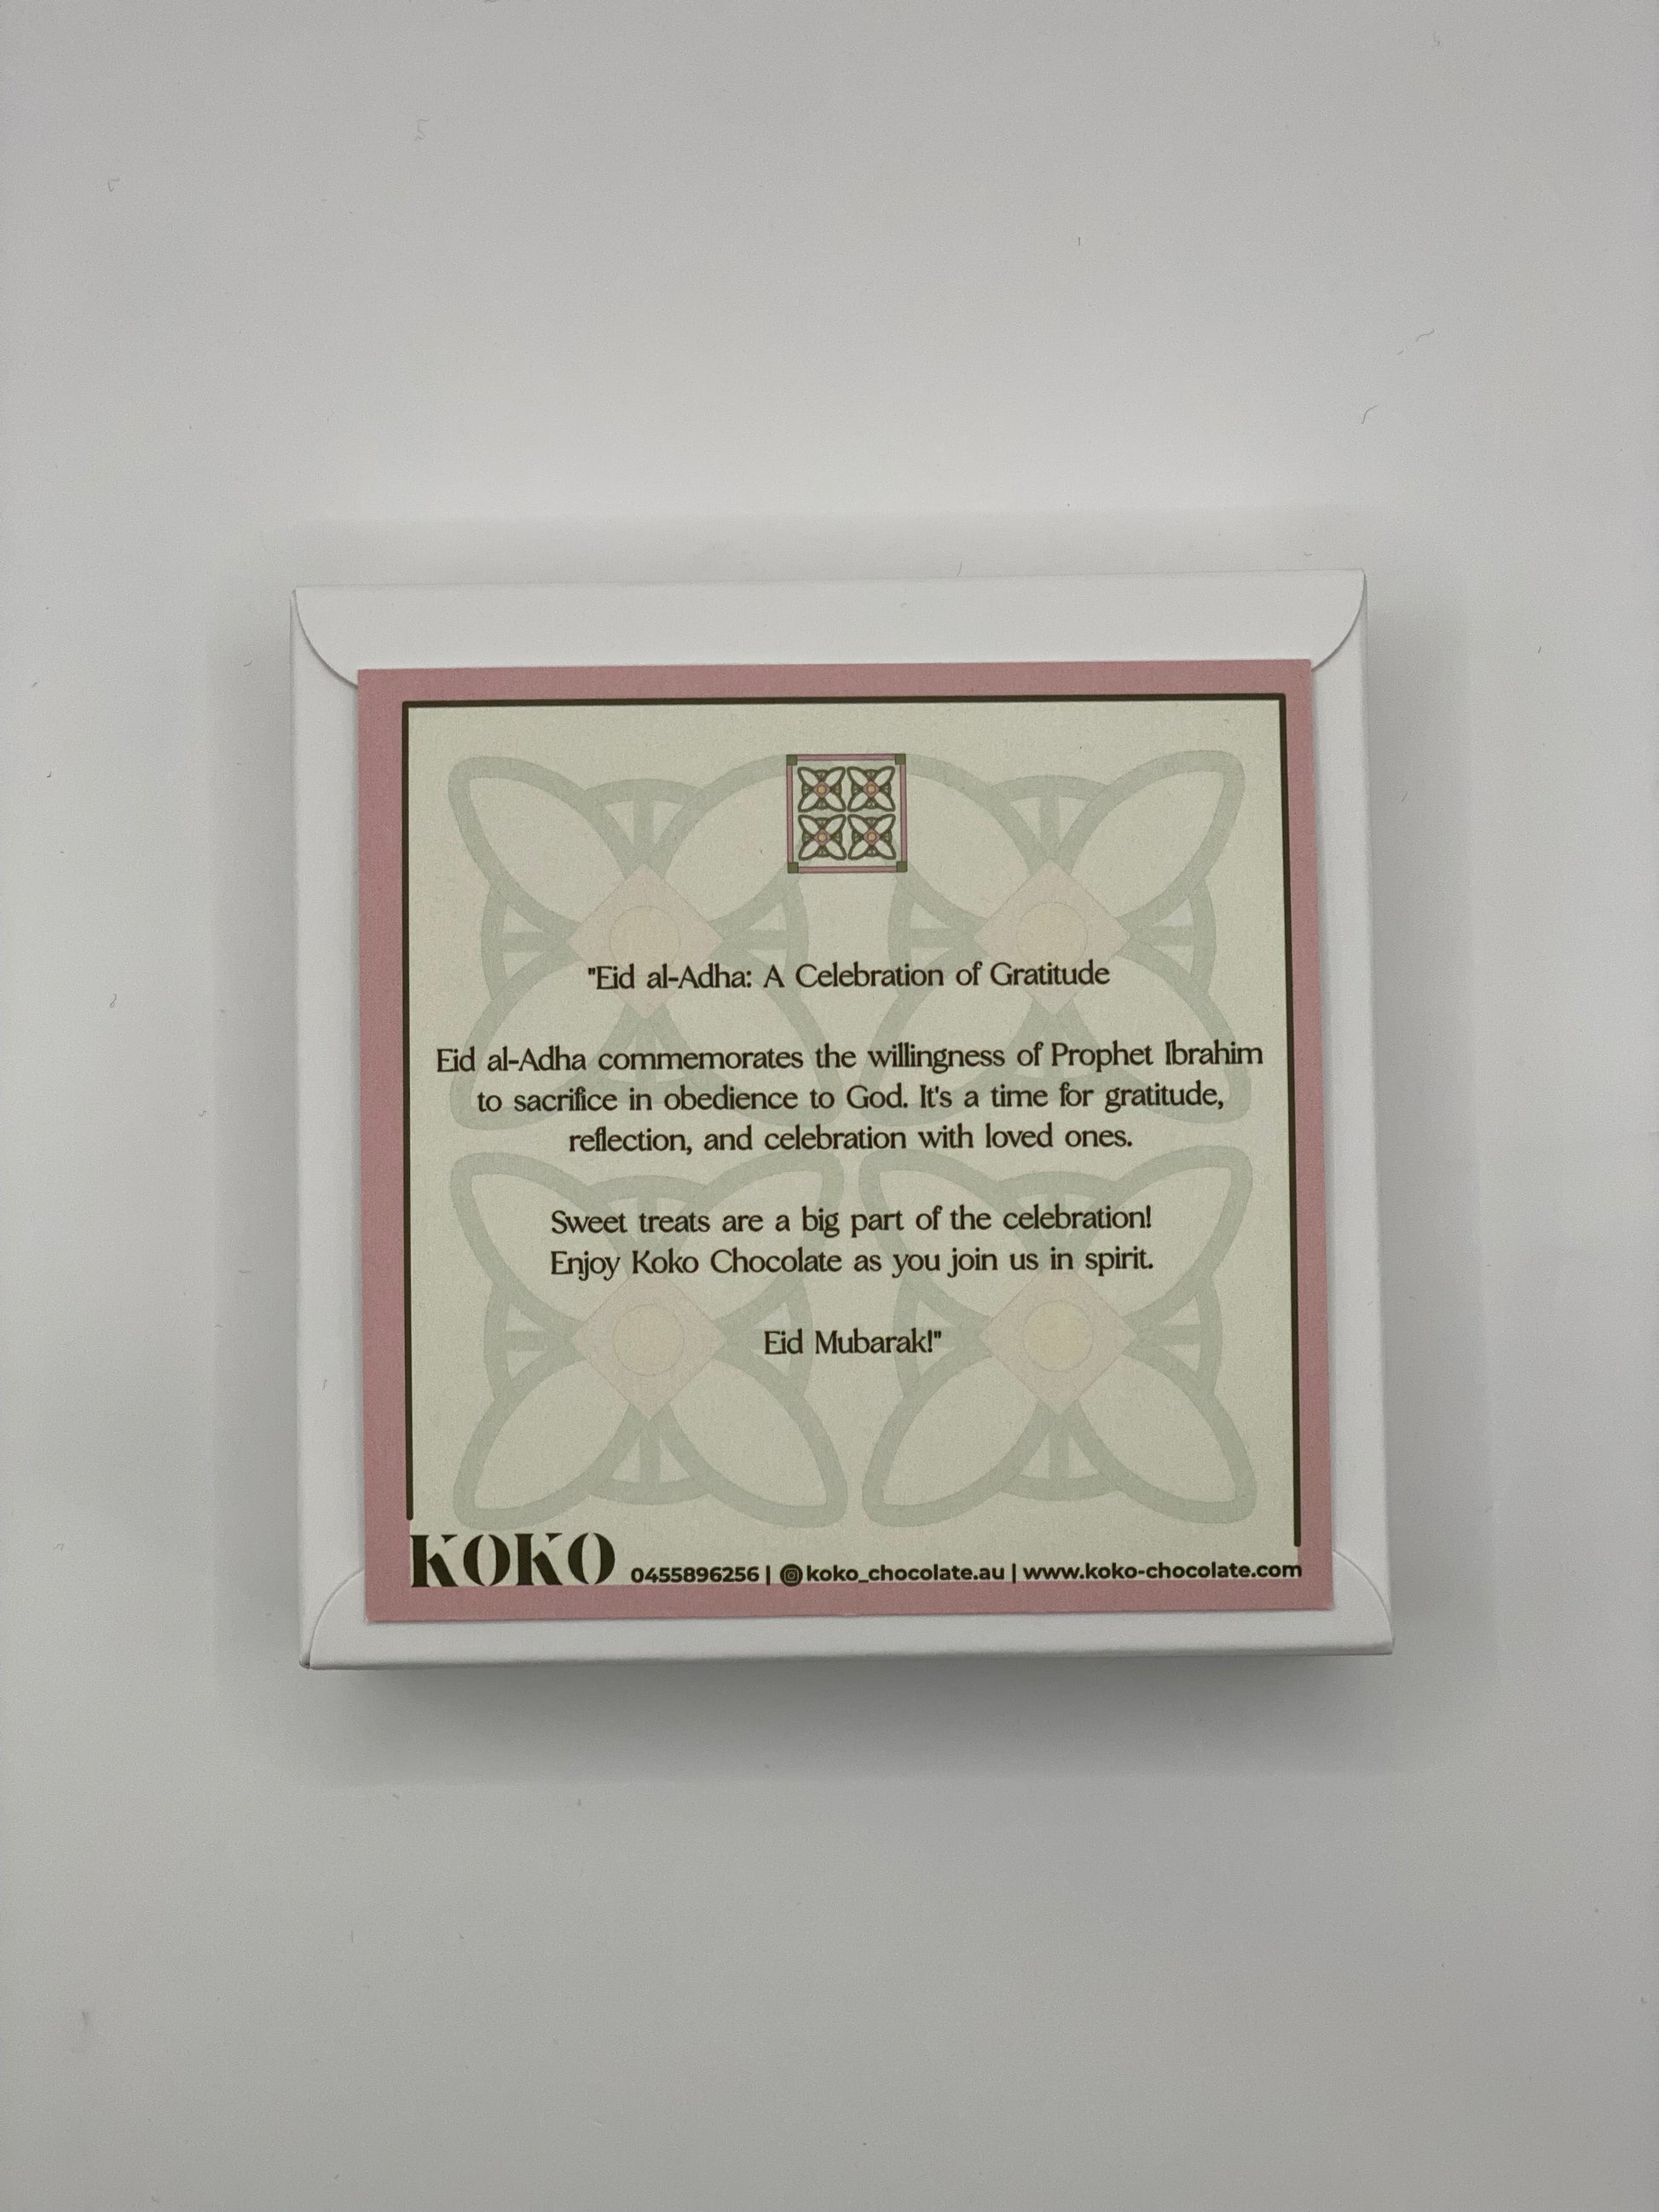 "Eid al-Adha: A Celebration of Gratitude
Eid al-Adha commemorates the willingness of Prophet Ibrahim
to sacrifice in obedience to God. It's a time for gratitude,
reflection, and celebration with loved ones.
Sweet treats are a big part of the celebration!
Enjoy Koko Chocolate as you join us in spirit.
Eid Mubarak!"
KOKO 0455896256 | koko_chocolate.au | www.koko-chocolate.com